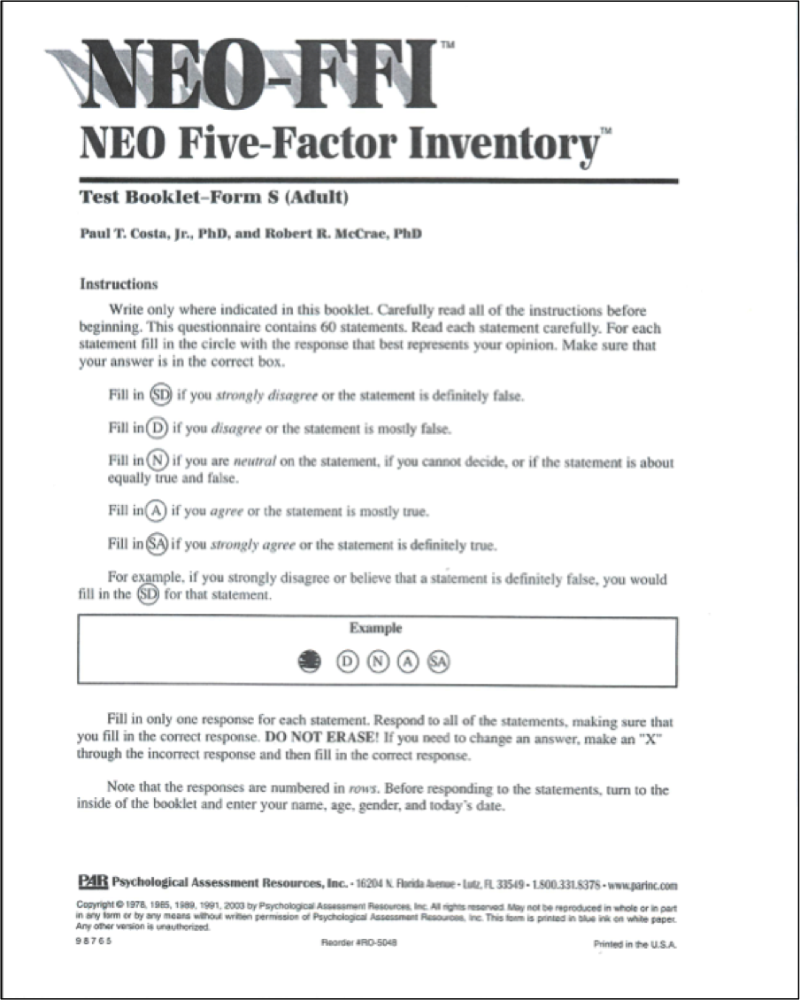 NEO-FFI™
NEO Five-Factor Inventory™
Test Booklet–Form S (Adult)
Paul T. Costa, Jr., PhD, and Robert R. McCrae, PhD
Instructions
Write only where indicated in this booklet. Carefully read all of the instructions before
beginning. This questionnaire contains 60 statements. Read each statement carefully. For each
statement fill in the circle with the response that best represents your opinion. Make sure that
your answer is in the correct box.
Fill in SD if you strongly disagree or the statement is definitely false.
Fill in D if you disagree or the statement is mostly false.
Fill in N if you are neutral on the statement, if you cannot decide, or if the statement is about
equally true and false.
Fill in A if you agree or the statement is mostly true.
Fill in SA if you strongly agree or the statement is definitely true.
For example, if you strongly disagree or believe that a statement is definitely false, you would
fill in the SD for that statement.
Example
D N A SA
Fill in only one response for each statement. Respond to all of the statements, making sure that
you fill in the correct response. DO NOT ERASE! If you need to change an answer, make an "X"
through the incorrect response and then fill in the correct response.
Note that the responses are numbered in rows. Before responding to the statements, turn to the
inside of the booklet and enter your name, age, gender, and today's date.
PAR Psychological Assessment Resources, Inc. • 16204 N. Florida Avenue • Lutz, FL 33549 • 1.800.331.8378 • www.parinc.com
Copyright © 1978, 1985, 1989, 1991, 2003 by Psychological Assessment Resources, Inc. All rights reserved. May not be reproduced in whole or in part
in any form or by any means without written permission of Psychological Assessment Resources, Inc. This form is printed in blue ink on white paper.
Any other version is unauthorized.
9 8 7 6 5 Reorder #RO-5048 Printed in the U.S.A.